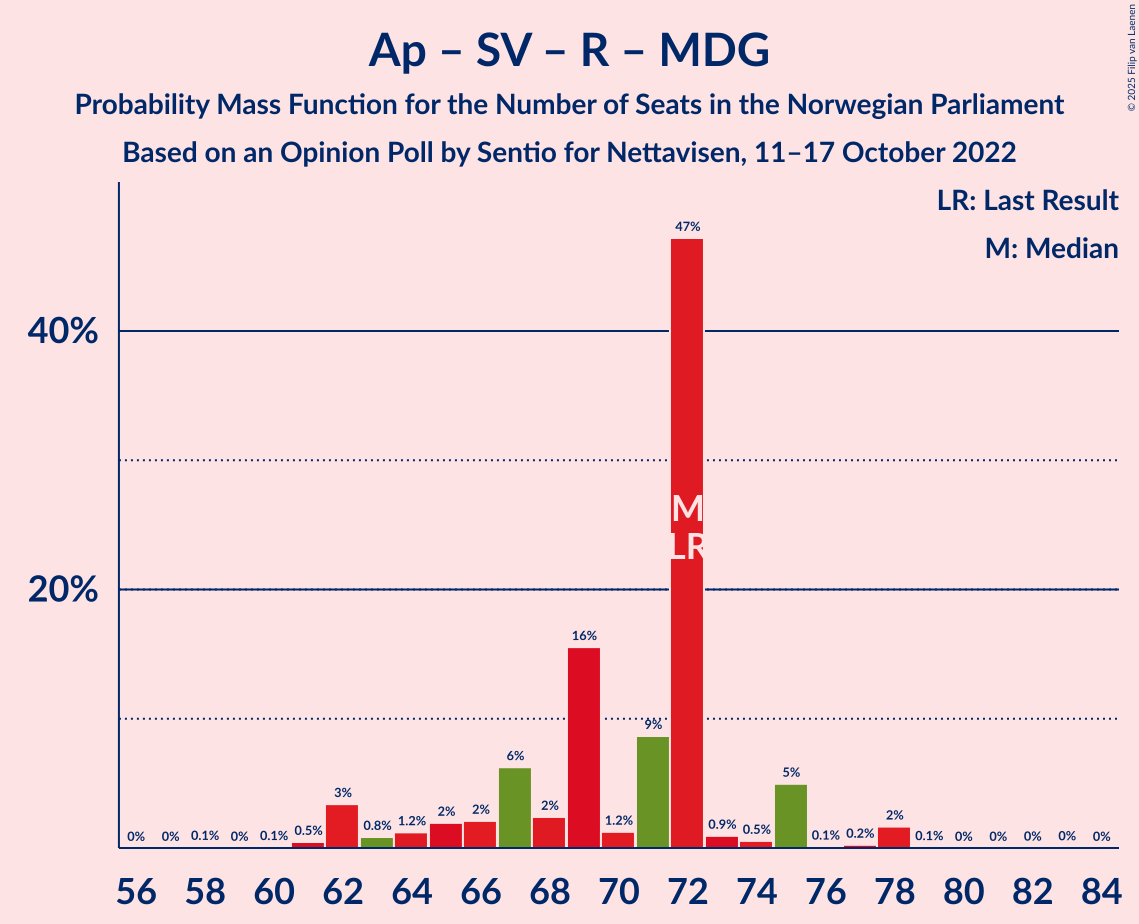 © 2025 Filip van Laenen
Ap – SV – R – MDG
Probability Mass Function for the Number of Seats in the Norwegian Parliament
Based on an Opinion Poll by Sentio for Nettavisen, 11–17 October 2022
LR: Last Result
M: Median
40%
20%
0% 0% 0.1% 0% 0.1% 0.5% 3% 0.8% 1.2% 2% 2% 6% 2% 16% 1.2% 9% 47% 0.9% 0.5% 5% 0.1% 0.2% 2% 0.1% 0% 0% 0% 0% 0%
M
LR
56 58 60 62 64 66 68 70 72 74 76 78 80 82 84